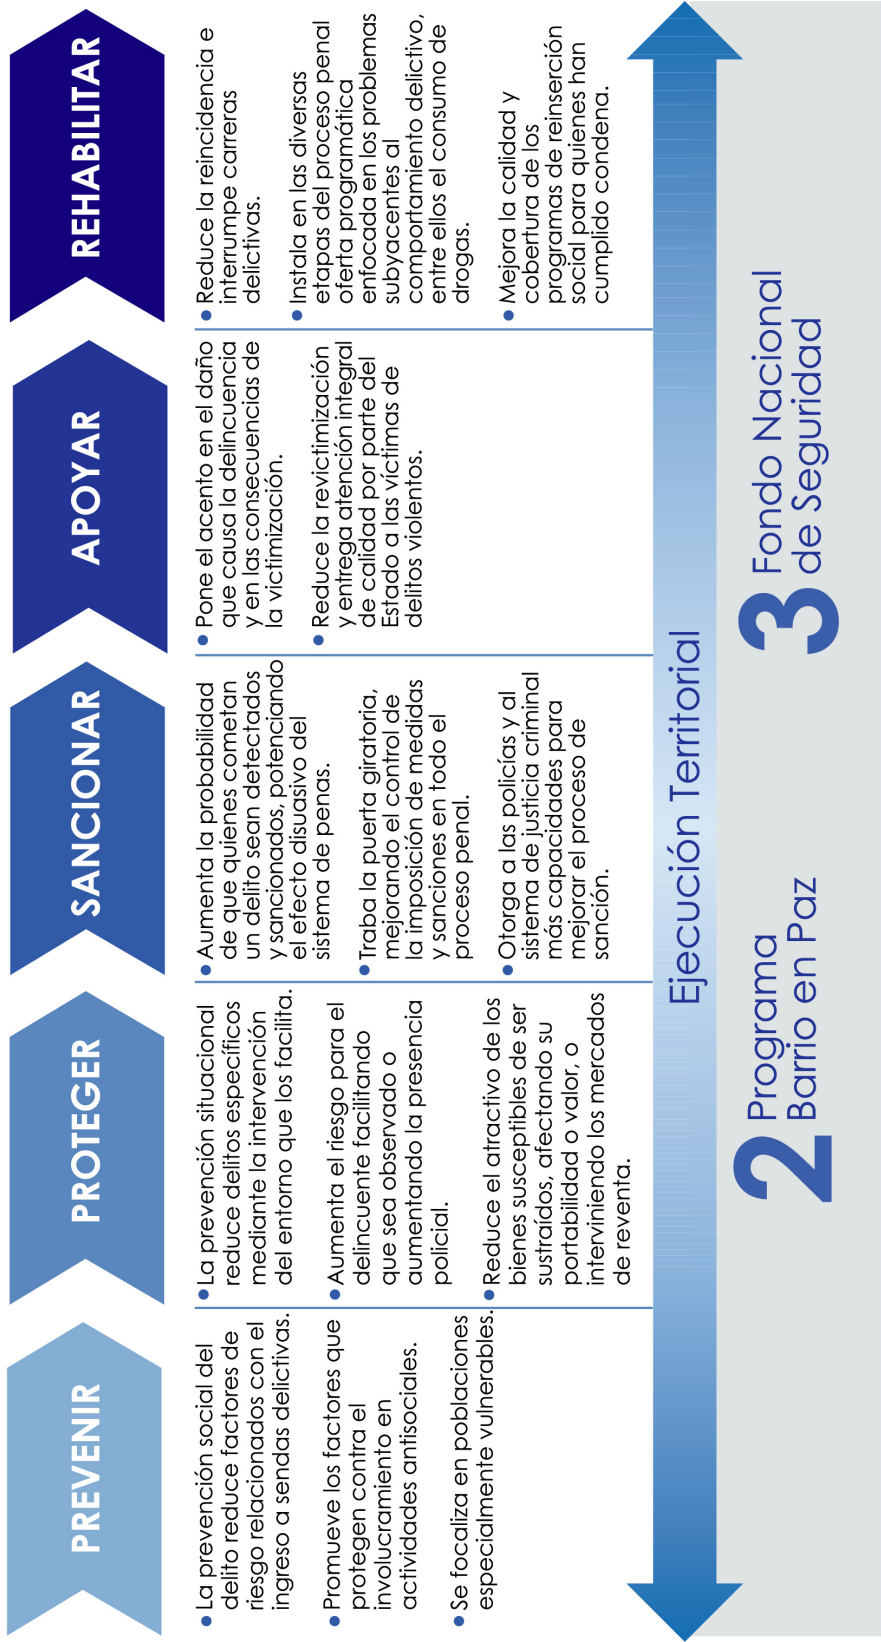 PREVENIR
La prevención social del
delito reduce factores de
riesgo relacionados con el
ingreso a sendas delictivas.
Promueve los factores que
protegen contra el
involucramiento en
actividades antisociales.
Se focaliza en poblaciones
especialmente vulnerables.
PROTEGER
La prevención situacional
reduce delitos específicos
mediante la intervención
del entorno que los facilita.
Aumenta el riesgo para el
delincuente facilitando
que sea observado o
aumentando la presencia
policial.
Reduce el atractivo de los
bienes susceptibles de ser
sustraídos, afectando su
portabilidad o valor, o
interviniendo los mercados
de reventa.
SANCIONAR
Aumenta la probabilidad
de que quienes cometan
un delito sean detectados
y sancionados, potenciando
el efecto disuasivo del
sistema de penas.
Traba la puerta giratoria,
mejorando el control de
la imposición de medidas
y sanciones en todo el
proceso penal.
Otorga a las policías y al
sistema de justicia criminal
más capacidades para
mejorar el proceso de
sanción.
APOYAR
Pone el acento en el daño
que causa la delincuencia
y en las consecuencias de
la victimización.
Reduce la revictimización
y entrega atención integral
de calidad por parte del
Estado a las víctimas de
delitos violentos.
REHABILITAR
Reduce la reincidencia e
interrumpe carreras
delictivas.
Instala en las diversas
etapas del proceso penal
oferta programática
enfocada en los problemas
subyacentes al
comportamiento delictivo,
entre ellos el consumo de
drogas.
Mejora la calidad y
cobertura de los
programas de reinserción
social para quienes han
cumplido condena.
Ejecución Territorial
2 Programa
Barrio en Paz
3 Fondo Nacional
de Seguridad